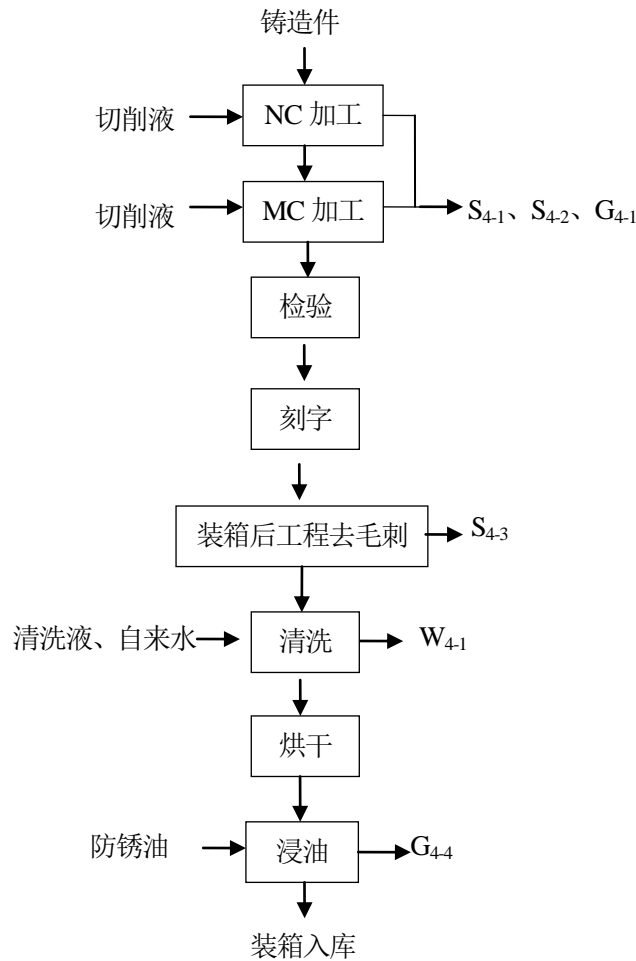 铸造件
切削液
NC 加工
切削液
MC 加工
S4-1、S4-2、G4-1
检验
刻字
装箱后工程去毛刺
S4-3
清洗液、自来水
清洗
W4-1
烘干
防锈油
浸油
G4-4
装箱入库